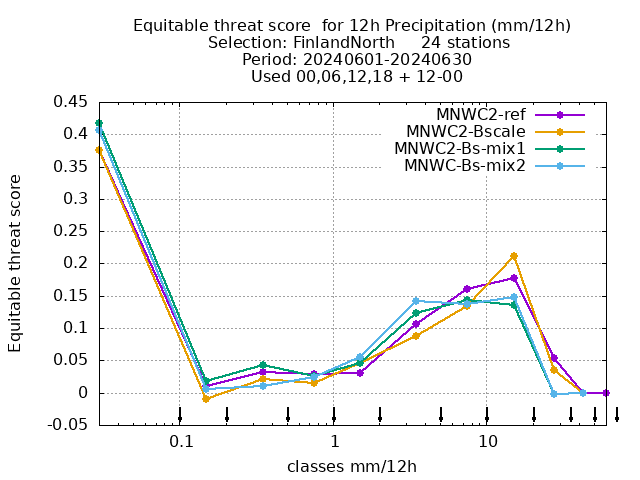 Equitable threat score  for 12h Precipitation (mm/12h)
Selection: FinlandNorth     24 stations
Period: 20240601-20240630
Used 00,06,12,18 + 12-00
MNWC2-ref
MNWC2-Bscale
MNWC2-Bs-mix1
MNWC-Bs-mix2
Equitable threat score
0.45
0.4
0.35
0.3
0.25
0.2
0.15
0.1
0.05
0
-0.05
0.1
1
10
classes mm/12h